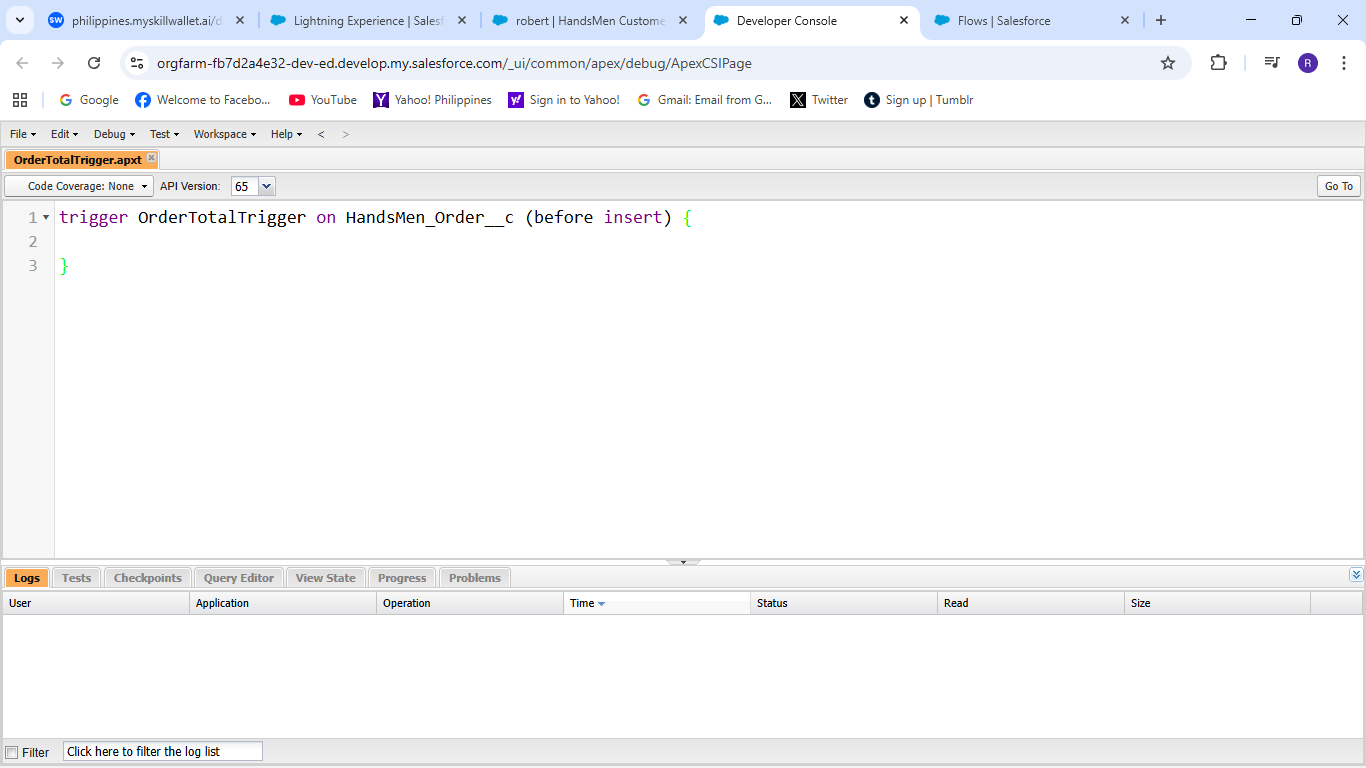 philippines.myskillwallet.ai/d
Lightning Experience | Salesf
robert | HandsMen Custome
Developer Console
Flows | Salesforce
orgfarm-fb7d2a4e32-dev-ed.develop.my.salesforce.com/_ui/common/apex/debug/ApexCSIPage
R
Google
Welcome to Facebo...
YouTube
Yahoo! Philippines
Sign in to Yahoo!
Gmail: Email from G...
Twitter
Sign up | Tumblr
File Edit Debug Test Workspace Help < >
OrderTotalTrigger.apxt
Code Coverage: None API Version: 65 Go To
1 trigger OrderTotalTrigger on HandsMen_Order__c (before insert) {
2
3 }
Logs Tests Checkpoints Query Editor View State Progress Problems
User Application Operation Time Status Read Size
Filter Click here to filter the log list